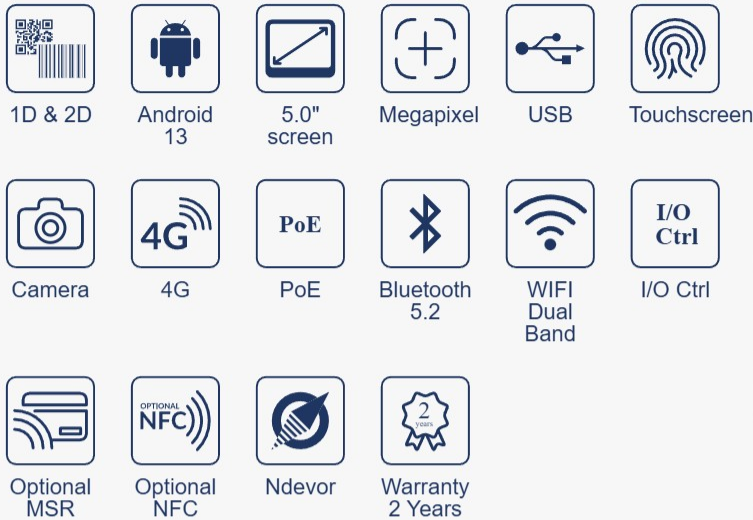 1D & 2D
Android
13
5.0"
screen
Megapixel
USB
Touchscreen
4G
PoE
I/O
Ctrl
Camera
4G
PoE
Bluetooth
5.2
WIFI
Dual
Band
I/O Ctrl
OPTIONAL
NFC
2
years
Optional
MSR
Optional
NFC
Ndevor
Warranty
2 Years